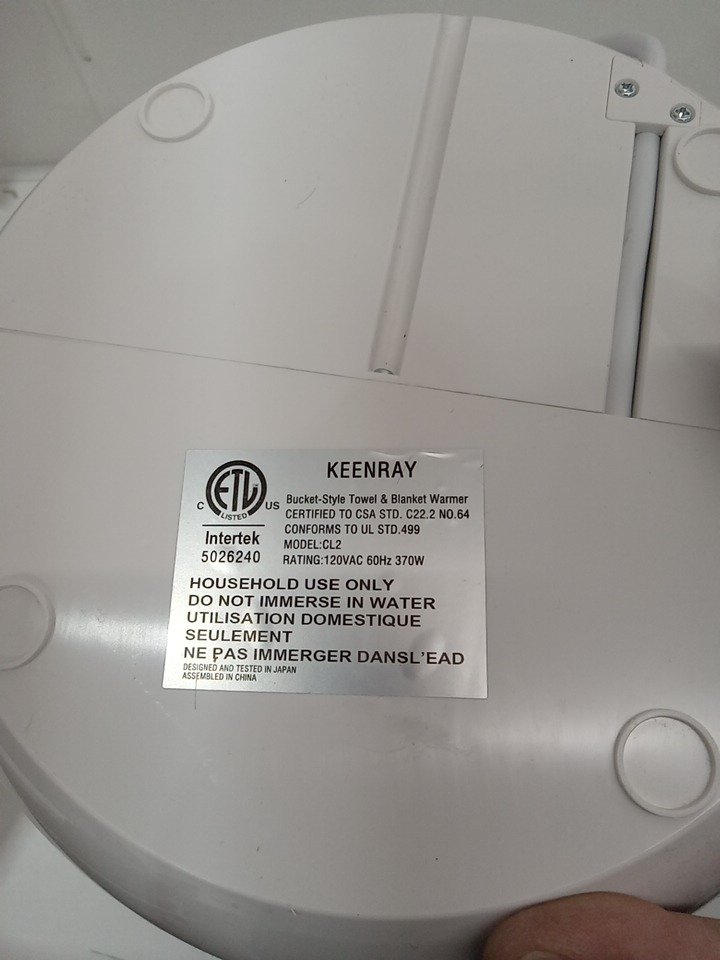 KEENRAY
ETL
LISTED
C US
Intertek
5026240
Bucket-Style Towel & Blanket Warmer
CERTIFIED TO CSA STD. C22.2 NO.64
CONFORMS TO UL STD.499
MODEL:CL2
RATING:120VAC 60Hz 370W
HOUSEHOLD USE ONLY
DO NOT IMMERSE IN WATER
UTILISATION DOMESTIQUE
SEULEMENT
NE PAS IMMERGER DANSL'EAD
DESIGNED AND TESTED IN JAPAN
ASSEMBLED IN CHINA